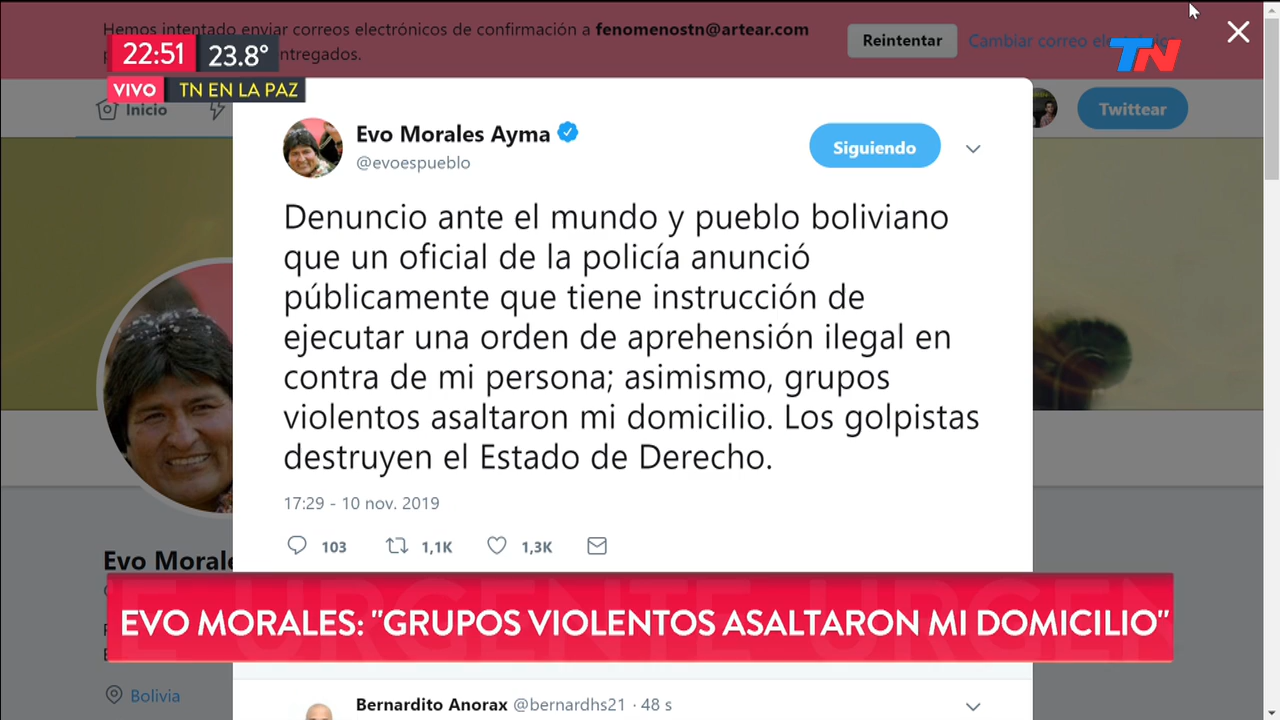 Hemos intentado enviar correos electrónicos de confirmación a fenomenostn@artear.com
Reintentar
22:51
23.8°
TN
VIVO
TN EN LA PAZ
Inicio
Twittear
Evo Morales Ayma
@evoespueblo
Siguiendo
Denuncio ante el mundo y pueblo boliviano
que un oficial de la policía anunció
públicamente que tiene instrucción de
ejecutar una orden de aprehensión ilegal en
contra de mi persona; asimismo, grupos
violentos asaltaron mi domicilio. Los golpistas
destruyen el Estado de Derecho.
17:29 - 10 nov. 2019
103 1,1K 1,3K
Evo Morale
URGENTE URGEN
EVO MORALES: "GRUPOS VIOLENTOS ASALTARON MI DOMICILIO"
Bolivia
Bernardito Anorax @bernardhs21 · 48 s